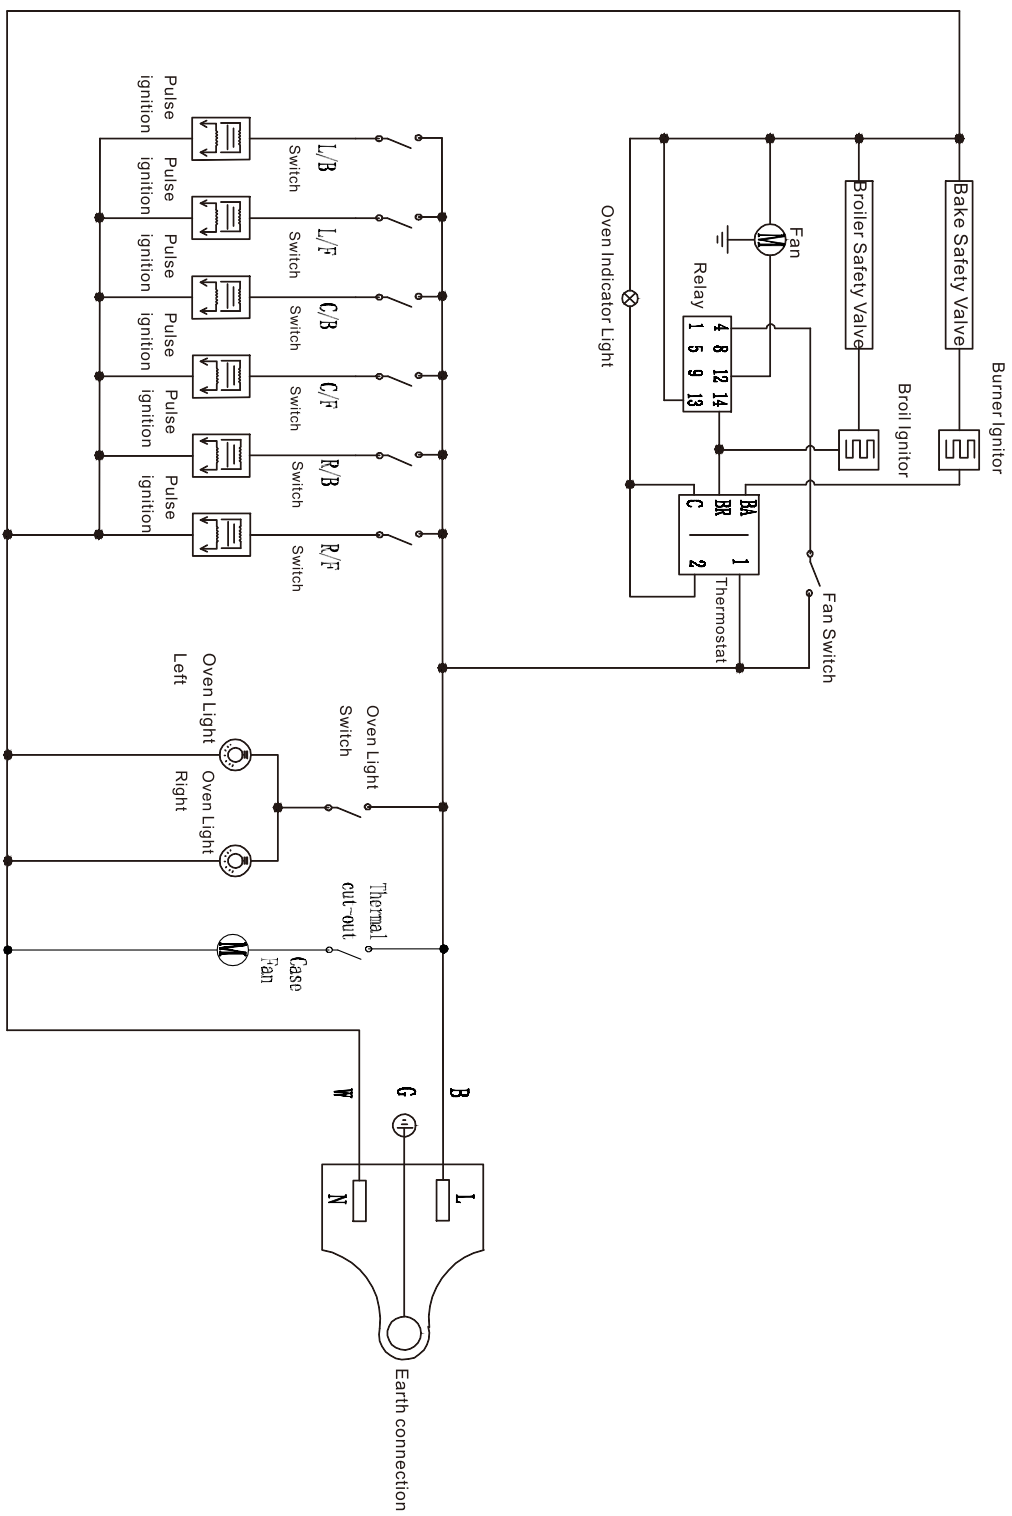 Burner Ignitor
Bake Safety Valve
Broil Ignitor
Broiler Safety Valve
Fan Switch
Fan
M
Relay
4 8 12 14
1 5 9 13
BA 1
BR
C 2
Thermostat
Oven Indicator Light
L/B
Switch
L/F
Switch
C/B
Switch
C/F
Switch
R/B
Switch
R/F
Switch
Pulse
ignition
Pulse
ignition
Pulse
ignition
Pulse
ignition
Pulse
ignition
Pulse
ignition
Oven Light
Switch
Oven Light
Left
Oven Light
Right
Thermal
cut-out
Case
Fan
M
B
G
W
L
N
Earth connection